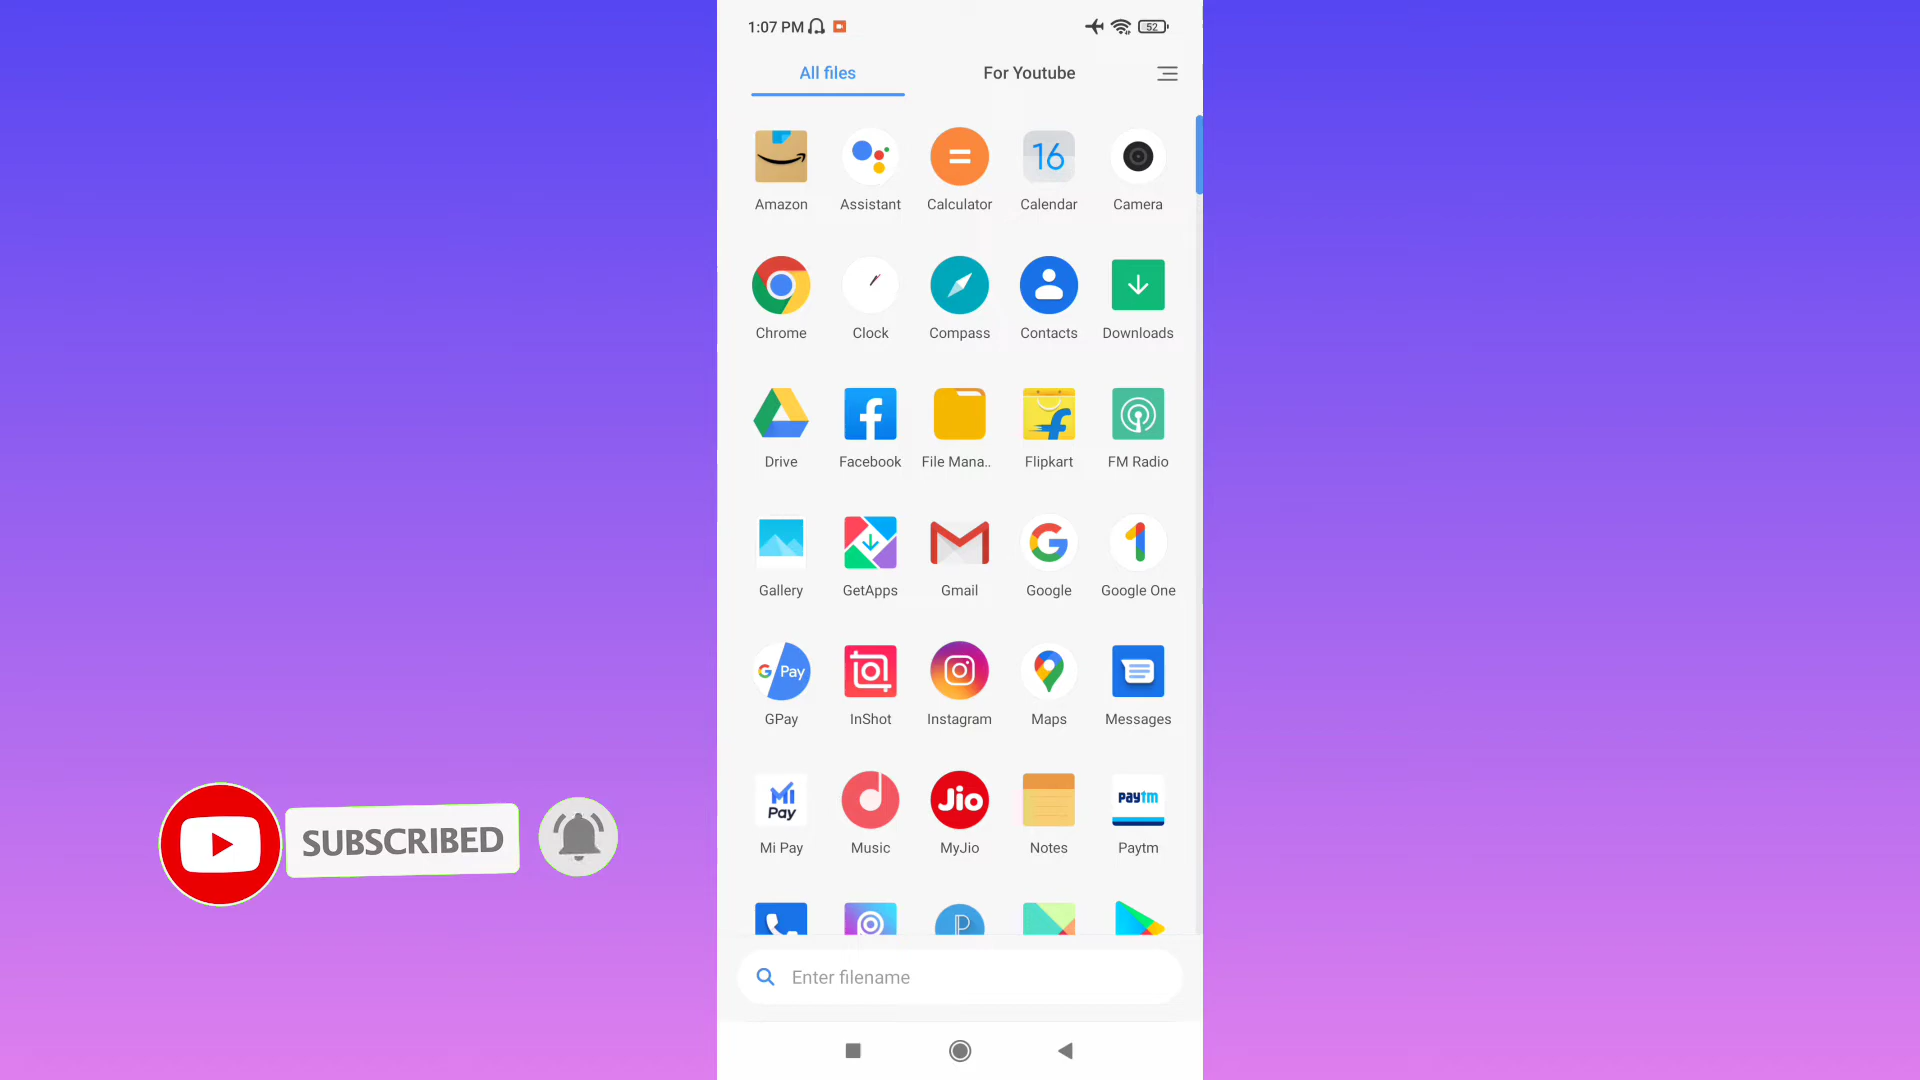 1:07 PM 52
All files For Youtube
16
Amazon Assistant Calculator Calendar Camera
Chrome Clock Compass Contacts Downloads
Drive Facebook File Mana.. Flipkart FM Radio
Gallery GetApps Gmail Google Google One
G Pay
GPay InShot Instagram Maps Messages
Mi Pay Jio paytm
Mi Pay Music MyJio Notes Paytm
SUBSCRIBED
Enter filename